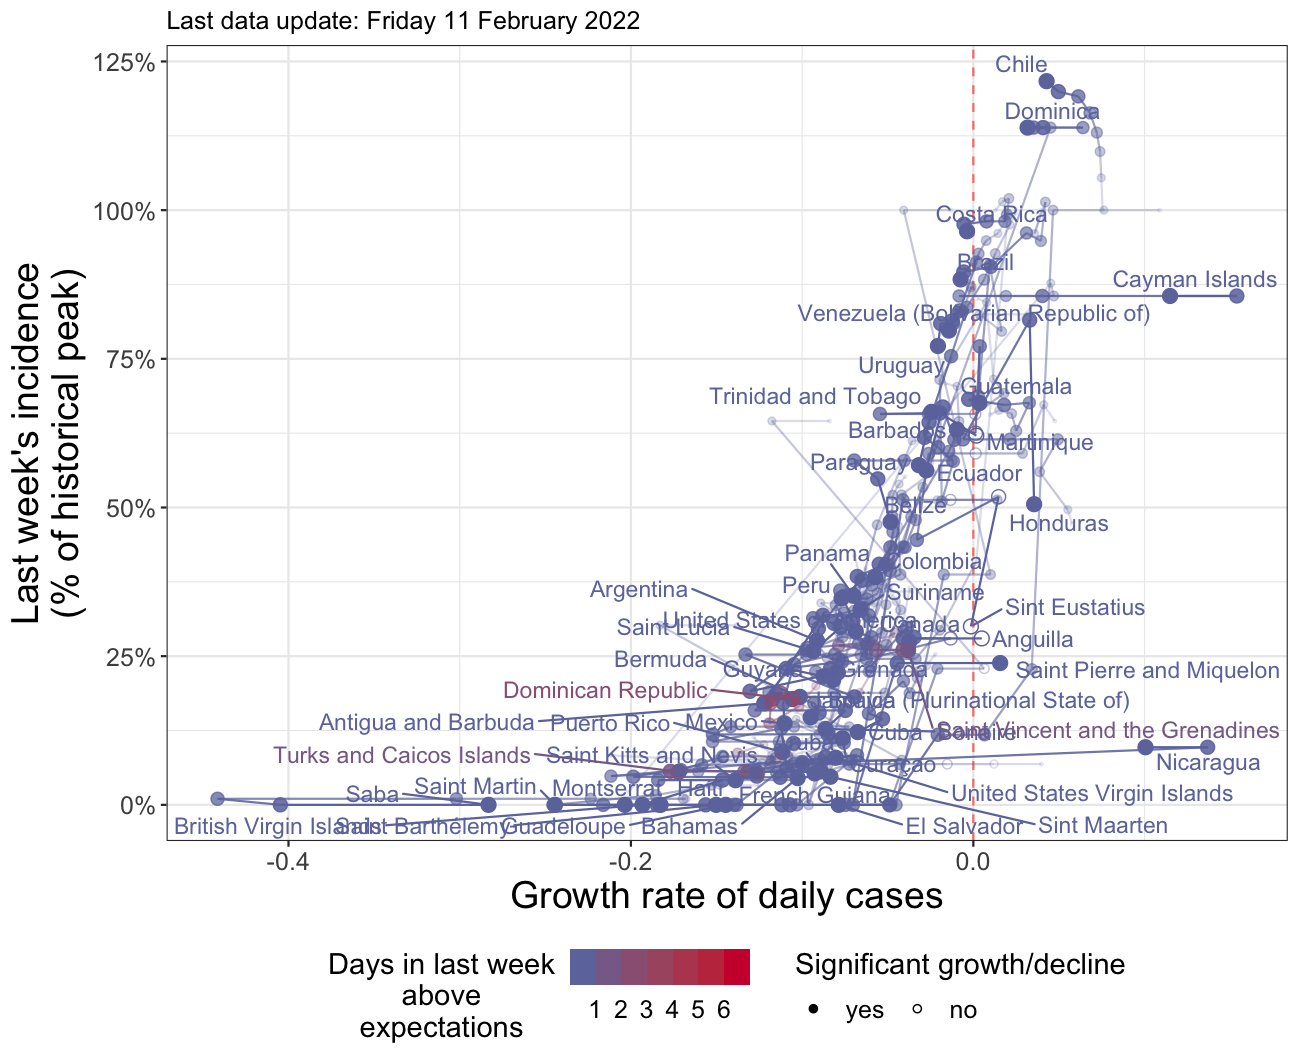 Last data update: Friday 11 February 2022
Last week's incidence
(% of historical peak)
125%
100%
75%
50%
25%
0%
Chile
Dominica
Costa Rica
Brazil
Cayman Islands
Venezuela (Bolivarian Republic of)
Uruguay
Guatemala
Trinidad and Tobago
Barbados
Martinique
Paraguay
Ecuador
Belize
Honduras
Panama
Colombia
Peru
Argentina
Suriname
Sint Eustatius
United States of America
Canada
Saint Lucia
Anguilla
Bermuda
Guyana
Grenada
Saint Pierre and Miquelon
Dominican Republic
Jamaica
Bolivia (Plurinational State of)
Antigua and Barbuda
Puerto Rico
Mexico
Cuba
Bonaire
Saint Vincent and the Grenadines
Aruba
Turks and Caicos Islands
Saint Kitts and Nevis
Curacao
Nicaragua
Saba
Saint Martin
Montserrat
Haiti
French Guiana
United States Virgin Islands
British Virgin Islands
Saint Barthelemy
Guadeloupe
Bahamas
El Salvador
Sint Maarten
-0.4
-0.2
0.0
Growth rate of daily cases
Days in last week
above
expectations
1 2 3 4 5 6
Significant growth/decline
yes
no